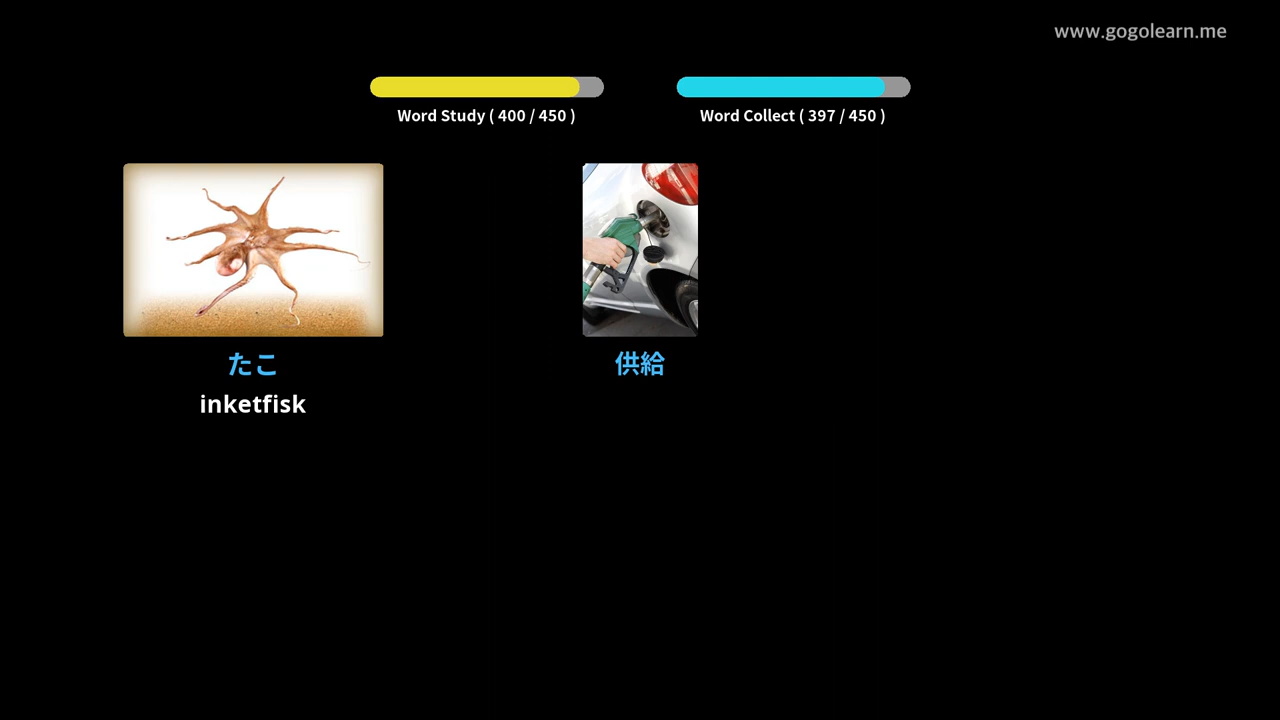 www.gogolearn.me
Word Study ( 400 / 450 )
Word Collect ( 397 / 450 )
たこ
inketfisk
供給